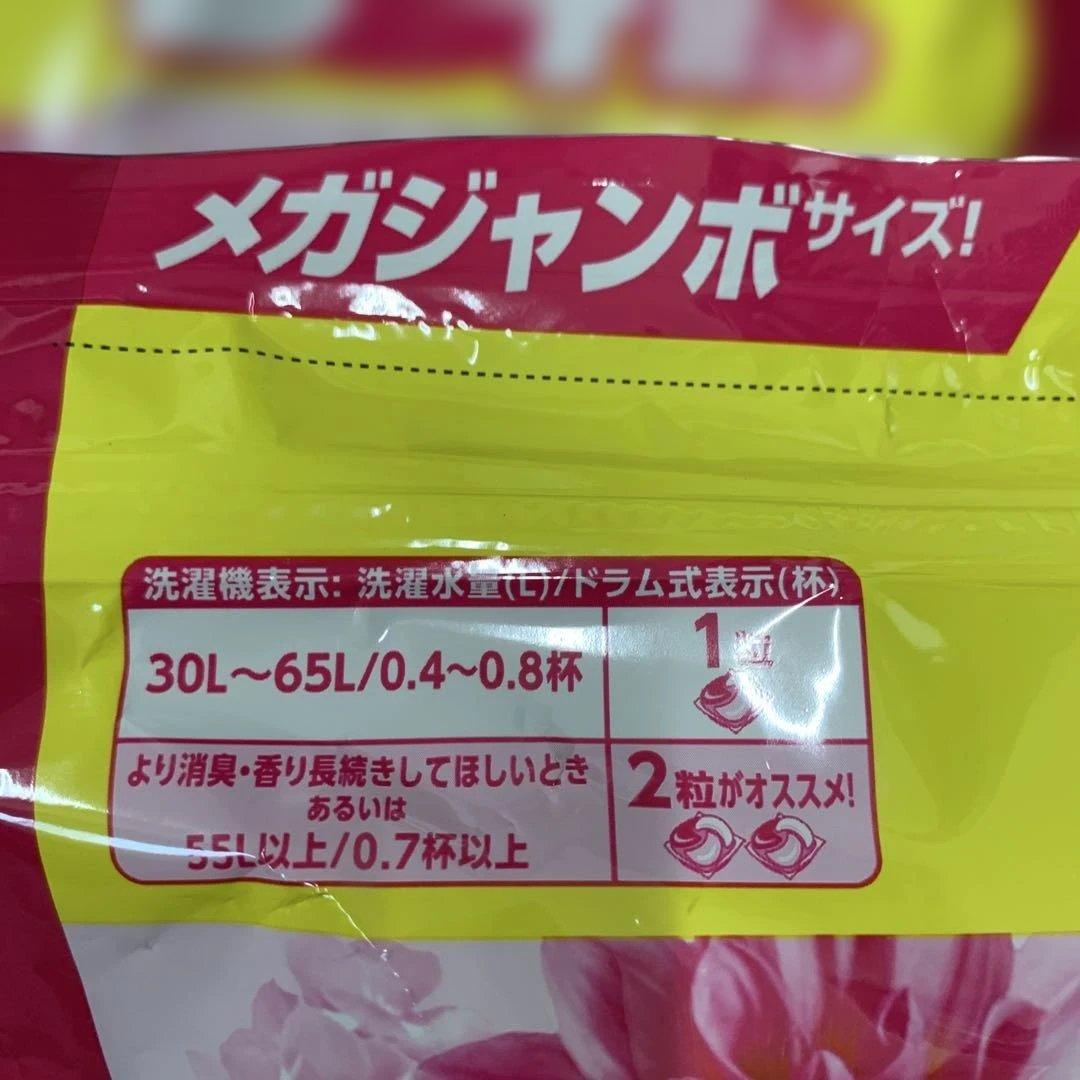 メガジャンボサイズ!
洗濯機表示: 洗濯水量(L)/ドラム式表示(杯)
30L～65L/0.4～0.8杯
1粒
より消臭・香り長続きしてほしいとき
あるいは
55L以上/0.7杯以上
2粒がオススメ!